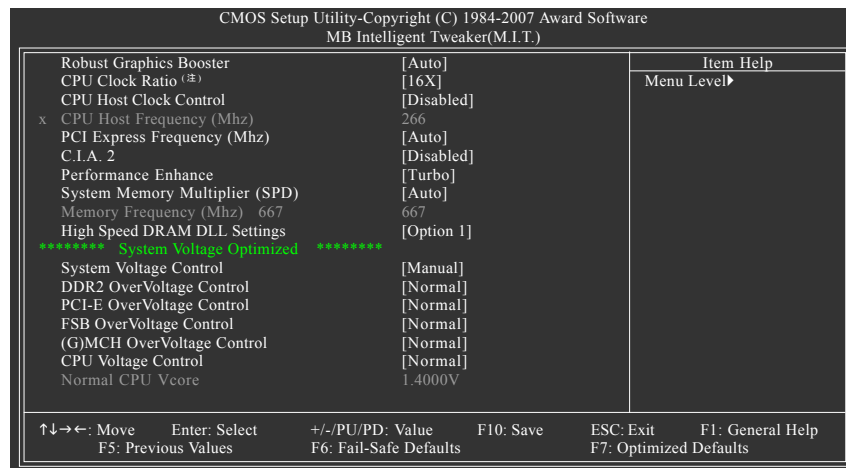 CMOS Setup Utility-Copyright (C) 1984-2007 Award Software
MB Intelligent Tweaker(M.I.T.)
Robust Graphics Booster [Auto]
CPU Clock Ratio (注) [16X]
CPU Host Clock Control [Disabled]
x CPU Host Frequency (Mhz) 266
PCI Express Frequency (Mhz) [Auto]
C.I.A. 2 [Disabled]
Performance Enhance [Turbo]
System Memory Multiplier (SPD) [Auto]
Memory Frequency (Mhz) 667 667
High Speed DRAM DLL Settings [Option 1]
******** System Voltage Optimized ********
System Voltage Control [Manual]
DDR2 OverVoltage Control [Normal]
PCI-E OverVoltage Control [Normal]
FSB OverVoltage Control [Normal]
(G)MCH OverVoltage Control [Normal]
CPU Voltage Control [Normal]
Normal CPU Vcore 1.4000V
Item Help
Menu Level▶
↑↓→←: Move Enter: Select +/-/PU/PD: Value F10: Save ESC: Exit F1: General Help
F5: Previous Values F6: Fail-Safe Defaults F7: Optimized Defaults